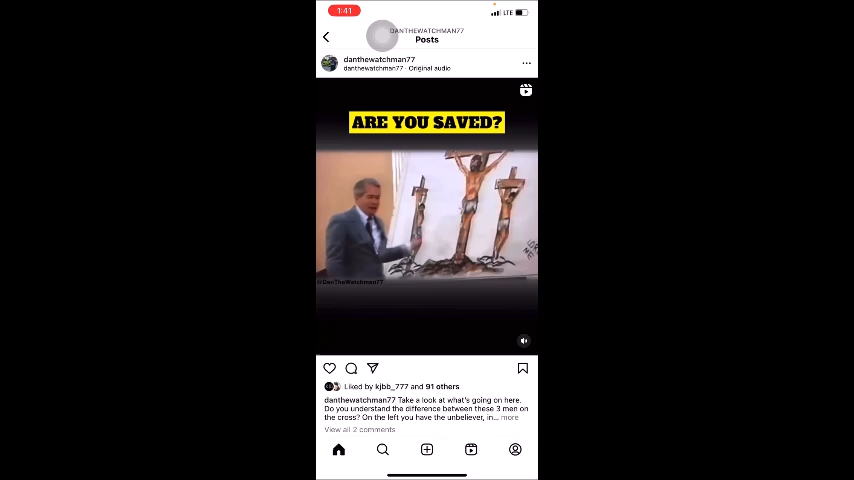 1:41
LTE
DANTHEWATCHMAN77
Posts
danthewatchman77
danthewatchman77 · Original audio
ARE YOU SAVED?
@DanTheWatchman77
Liked by kjbb_777 and 91 others
danthewatchman77 Take a look at what's going on here.
Do you understand the difference between these 3 men on
the cross? On the left you have the unbeliever, in... more
View all 2 comments